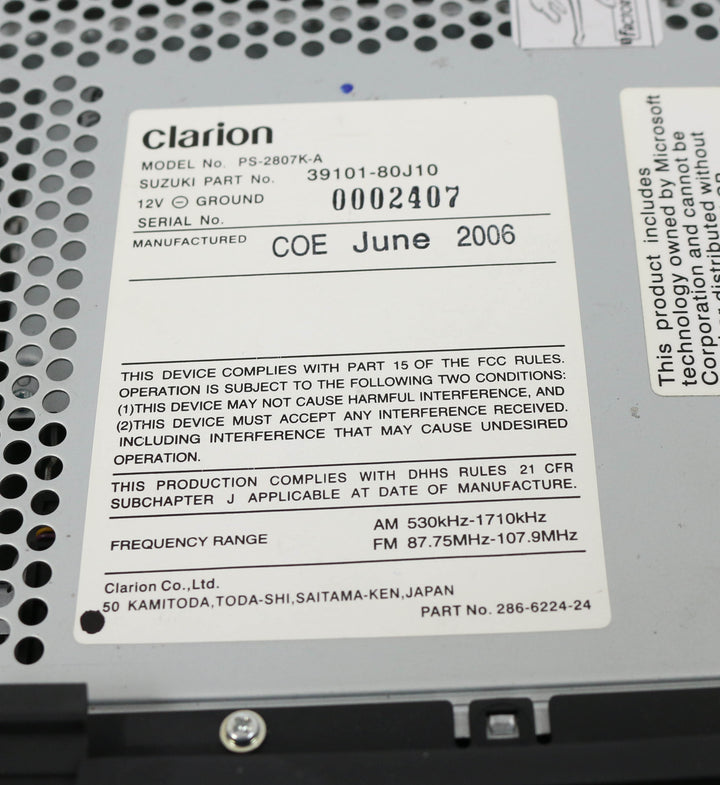 Clarion
MODEL No. PS-2807K-A
SUZUKI PART No. 39101-80J10
12V ⊖ GROUND
SERIAL No. 0002407
MANUFACTURED COE June 2006
THIS DEVICE COMPLIES WITH PART 15 OF THE FCC RULES.
OPERATION IS SUBJECT TO THE FOLLOWING TWO CONDITIONS:
(1)THIS DEVICE MAY NOT CAUSE HARMFUL INTERFERENCE, AND
(2)THIS DEVICE MUST ACCEPT ANY INTERFERENCE RECEIVED.
INCLUDING INTERFERENCE THAT MAY CAUSE UNDESIRED
OPERATION.
THIS PRODUCTION COMPLIES WITH DHHS RULES 21 CFR
SUBCHAPTER J APPLICABLE AT DATE OF MANUFACTURE.
FREQUENCY RANGE AM 530kHz-1710kHz
FM 87.75MHz-107.9MHz
Clarion Co.,Ltd.
50 KAMITODA,TODA-SHI,SAITAMA-KEN,JAPAN
PART No. 286-6224-24
This product includes
technology owned by Microsoft
Corporation and cannot be
distributed without